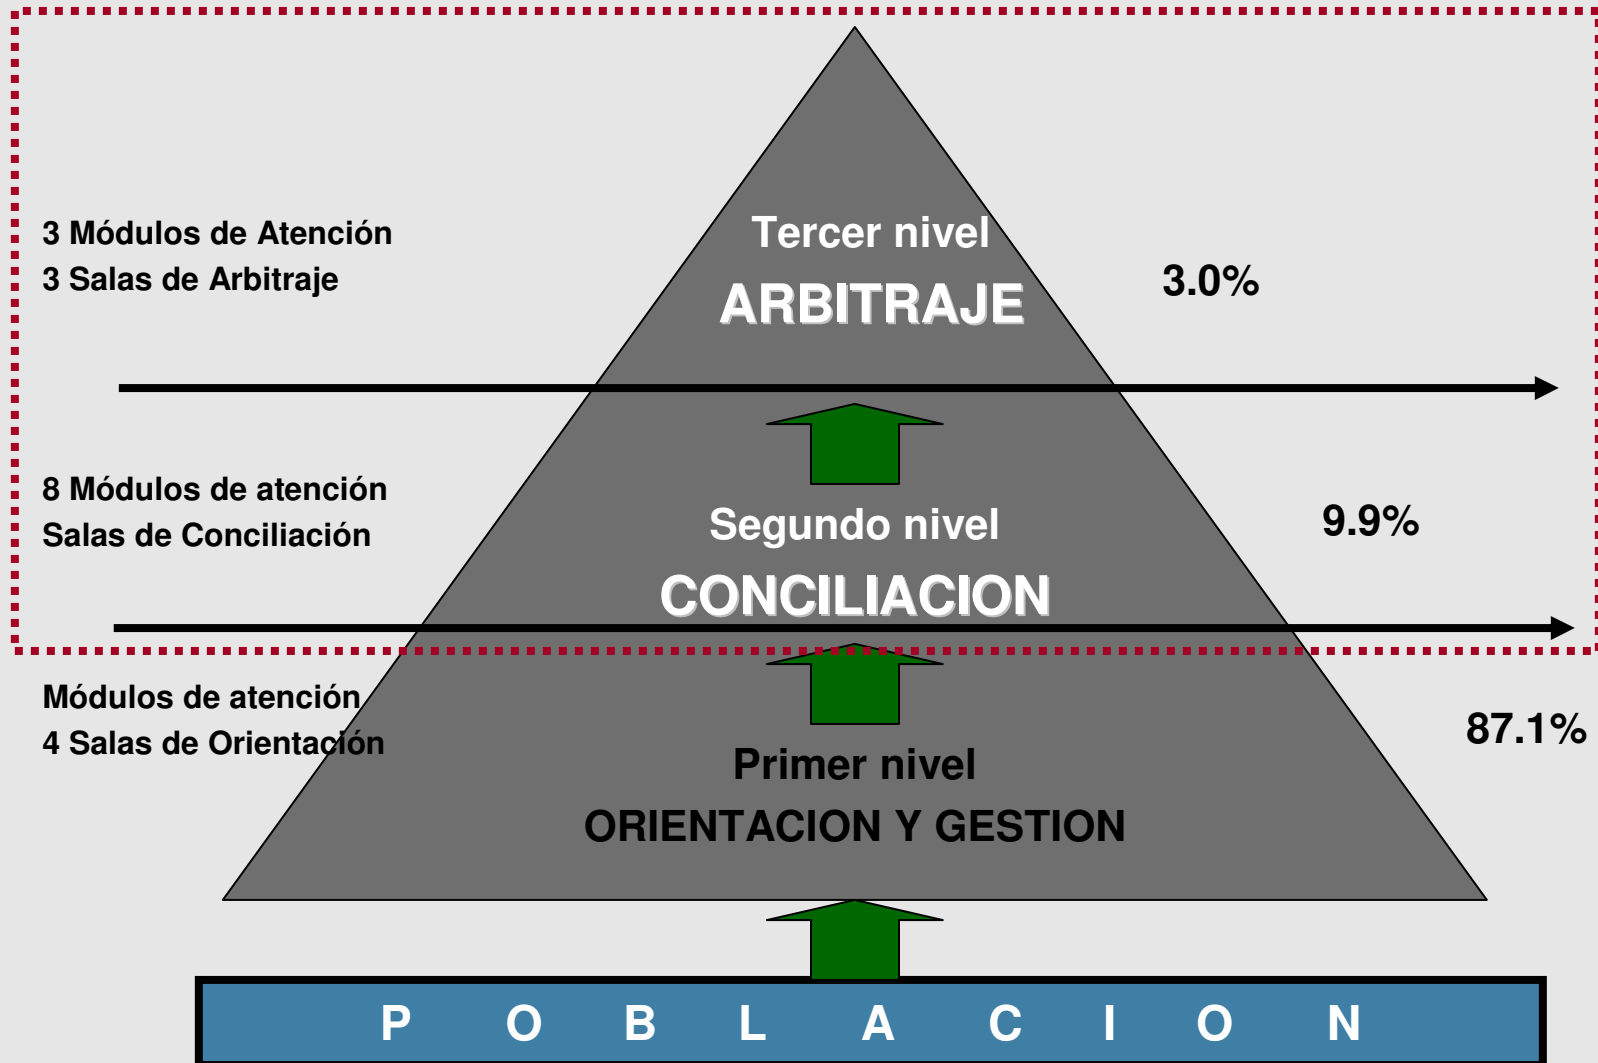 Tercer nivel
ARBITRAJE
3 Módulos de Atención
3 Salas de Arbitraje
3.0%
Segundo nivel
CONCILIACION
8 Módulos de atención
Salas de Conciliación
9.9%
Módulos de atención
4 Salas de Orientación
87.1%
Primer nivel
ORIENTACION Y GESTION
P O B L A C I O N